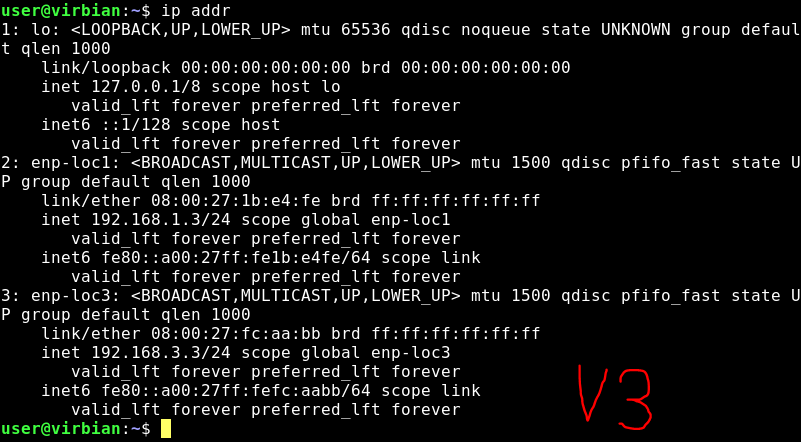 user@virbian:~$ ip addr
1: lo: <LOOPBACK,UP,LOWER_UP> mtu 65536 qdisc noqueue state UNKNOWN group defaul
t qlen 1000
    link/loopback 00:00:00:00:00:00 brd 00:00:00:00:00:00
    inet 127.0.0.1/8 scope host lo
       valid_lft forever preferred_lft forever
    inet6 ::1/128 scope host
       valid_lft forever preferred_lft forever
2: enp-loc1: <BROADCAST,MULTICAST,UP,LOWER_UP> mtu 1500 qdisc pfifo_fast state U
P group default qlen 1000
    link/ether 08:00:27:1b:e4:fe brd ff:ff:ff:ff:ff:ff
    inet 192.168.1.3/24 scope global enp-loc1
       valid_lft forever preferred_lft forever
    inet6 fe80::a00:27ff:fe1b:e4fe/64 scope link
       valid_lft forever preferred_lft forever
3: enp-loc3: <BROADCAST,MULTICAST,UP,LOWER_UP> mtu 1500 qdisc pfifo_fast state U
P group default qlen 1000
    link/ether 08:00:27:fc:aa:bb brd ff:ff:ff:ff:ff:ff
    inet 192.168.3.3/24 scope global enp-loc3
       valid_lft forever preferred_lft forever
    inet6 fe80::a00:27ff:fefc:aabb/64 scope link
       valid_lft forever preferred_lft forever
user@virbian:~$
V3